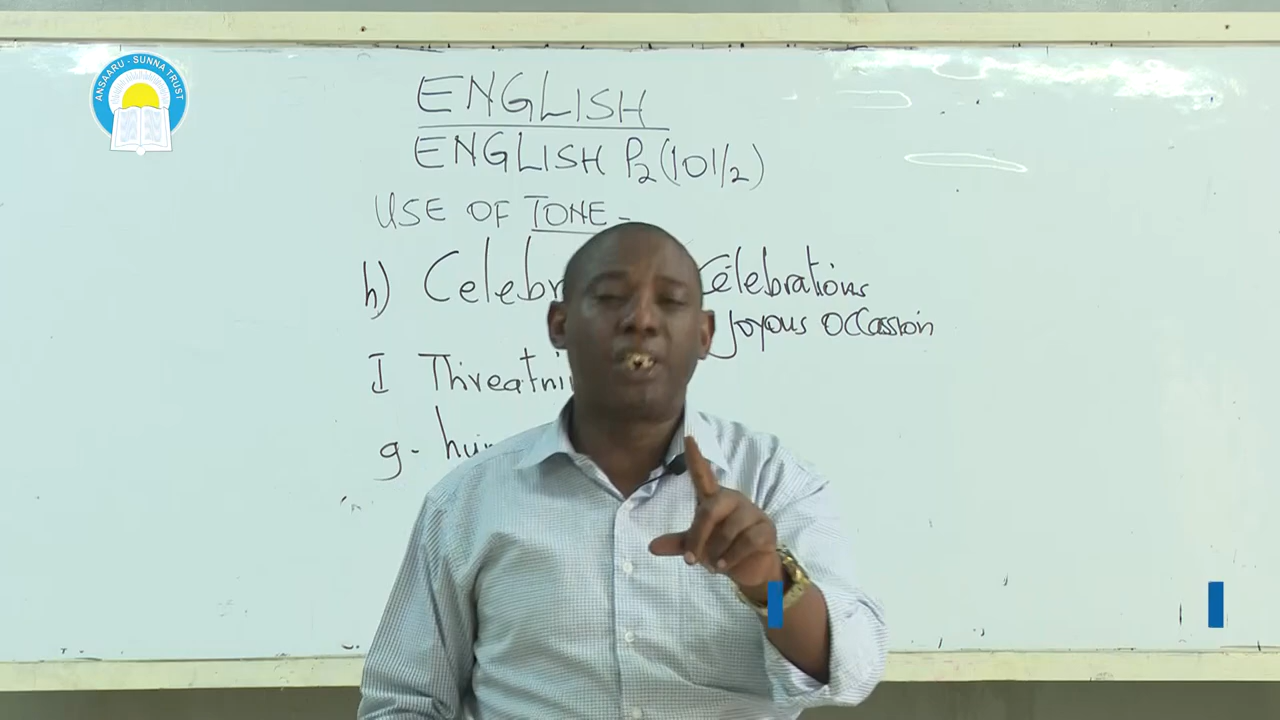 ANSAARU - SUNNA TRUST
ENGLISH
ENGLISH P2 (101/2)
USE OF TONE -
h) Celebr Celebrations
Joyous Occassion
I Threatni
g - hu